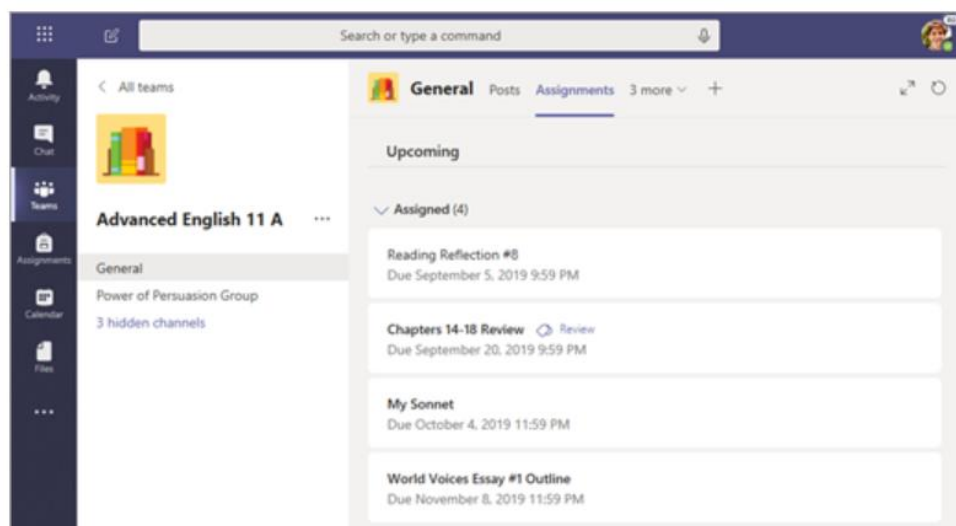 Search or type a command
Activity
Chat
Teams
Assignments
Calendar
Files
All teams
Advanced English 11 A
General
Power of Persuasion Group
3 hidden channels
General Posts Assignments 3 more
Upcoming
Assigned (4)
Reading Reflection #8
Due September 5, 2019 9:59 PM
Chapters 14-18 Review Review
Due September 20, 2019 9:59 PM
My Sonnet
Due October 4, 2019 11:59 PM
World Voices Essay #1 Outline
Due November 8, 2019 11:59 PM